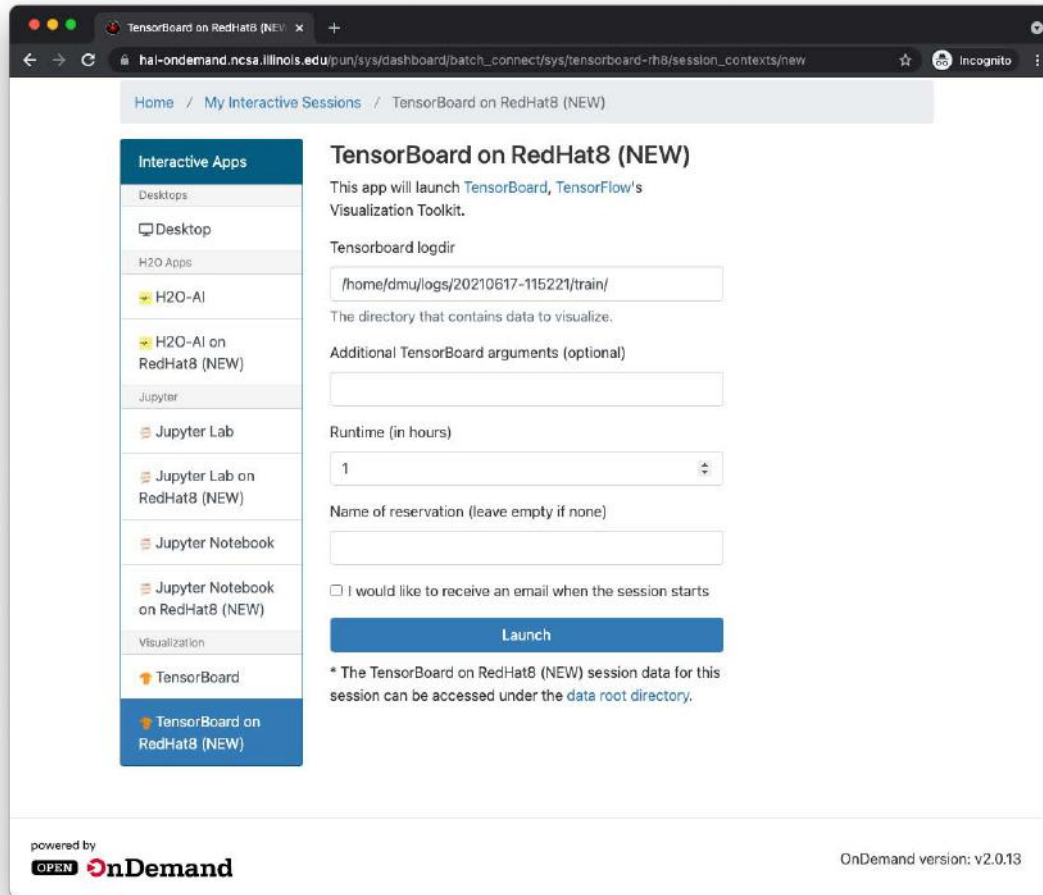 TensorBoard on RedHat8 (NEW
hal-ondemand.ncsa.illinois.edu/pun/sys/dashboard/batch_connect/sys/tensorboard-rh8/session_contexts/new
Incognito
Home / My Interactive Sessions / TensorBoard on RedHat8 (NEW)
Interactive Apps
Desktops
Desktop
H2O Apps
H2O-AI
H2O-AI on
RedHat8 (NEW)
Jupyter
Jupyter Lab
Jupyter Lab on
RedHat8 (NEW)
Jupyter Notebook
Jupyter Notebook
on RedHat8 (NEW)
Visualization
TensorBoard
TensorBoard on
RedHat8 (NEW)
TensorBoard on RedHat8 (NEW)
This app will launch TensorBoard, TensorFlow's
Visualization Toolkit.
Tensorboard logdir
/home/dmu/logs/20210617-115221/train/
The directory that contains data to visualize.
Additional TensorBoard arguments (optional)
Runtime (in hours)
1
Name of reservation (leave empty if none)
I would like to receive an email when the session starts
Launch
* The TensorBoard on RedHat8 (NEW) session data for this
session can be accessed under the data root directory.
powered by
OPEN OnDemand
OnDemand version: v2.0.13